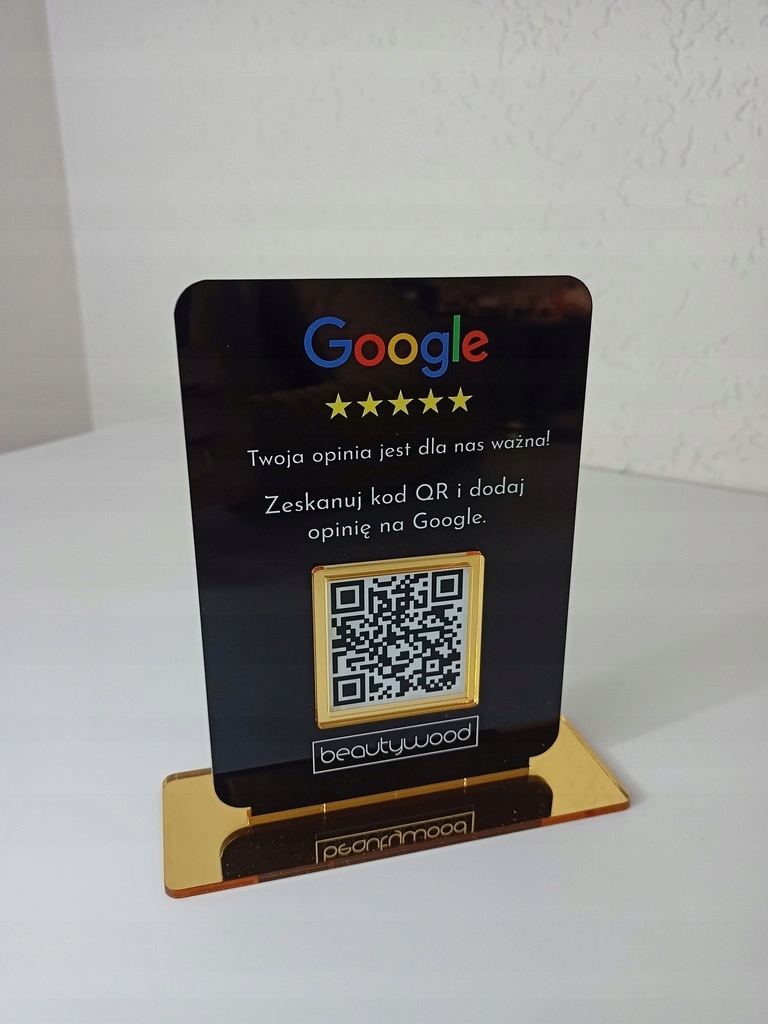 Google
Twoja opinia jest dla nas ważna!
Zeskanuj kod QR i dodaj
opinię na Google.
beautywood